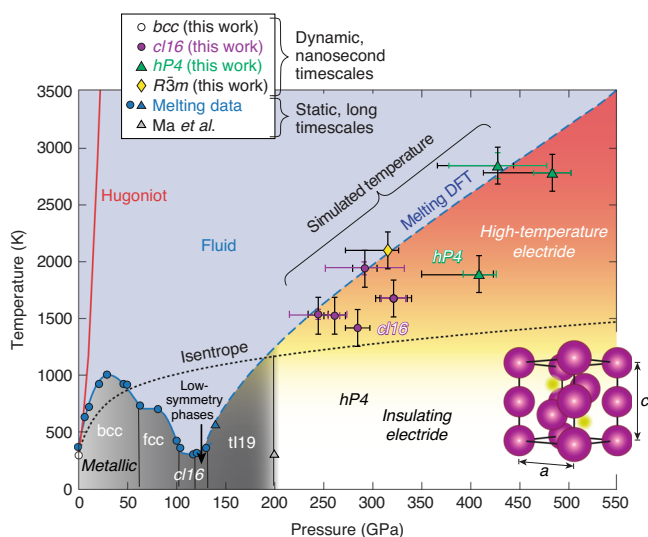 bcc (this work)
cI16 (this work)
hP4 (this work)
R3̄m (this work)
Dynamic,
nanosecond
timescales
Melting data
Ma et al.
Static, long
timescales
3500
3000
2500
2000
1500
1000
500
0
Temperature (K)
Hugoniot
Fluid
Simulated temperature
Melting DFT
High-temperature
electride
hP4
cI16
Isentrope
Low-
symmetry
phases
hP4
Insulating
electride
bcc
fcc
cI16
tI19
Metallic
c
a
0 50 100 150 200 250 300 350 400 450 500 550
Pressure (GPa)